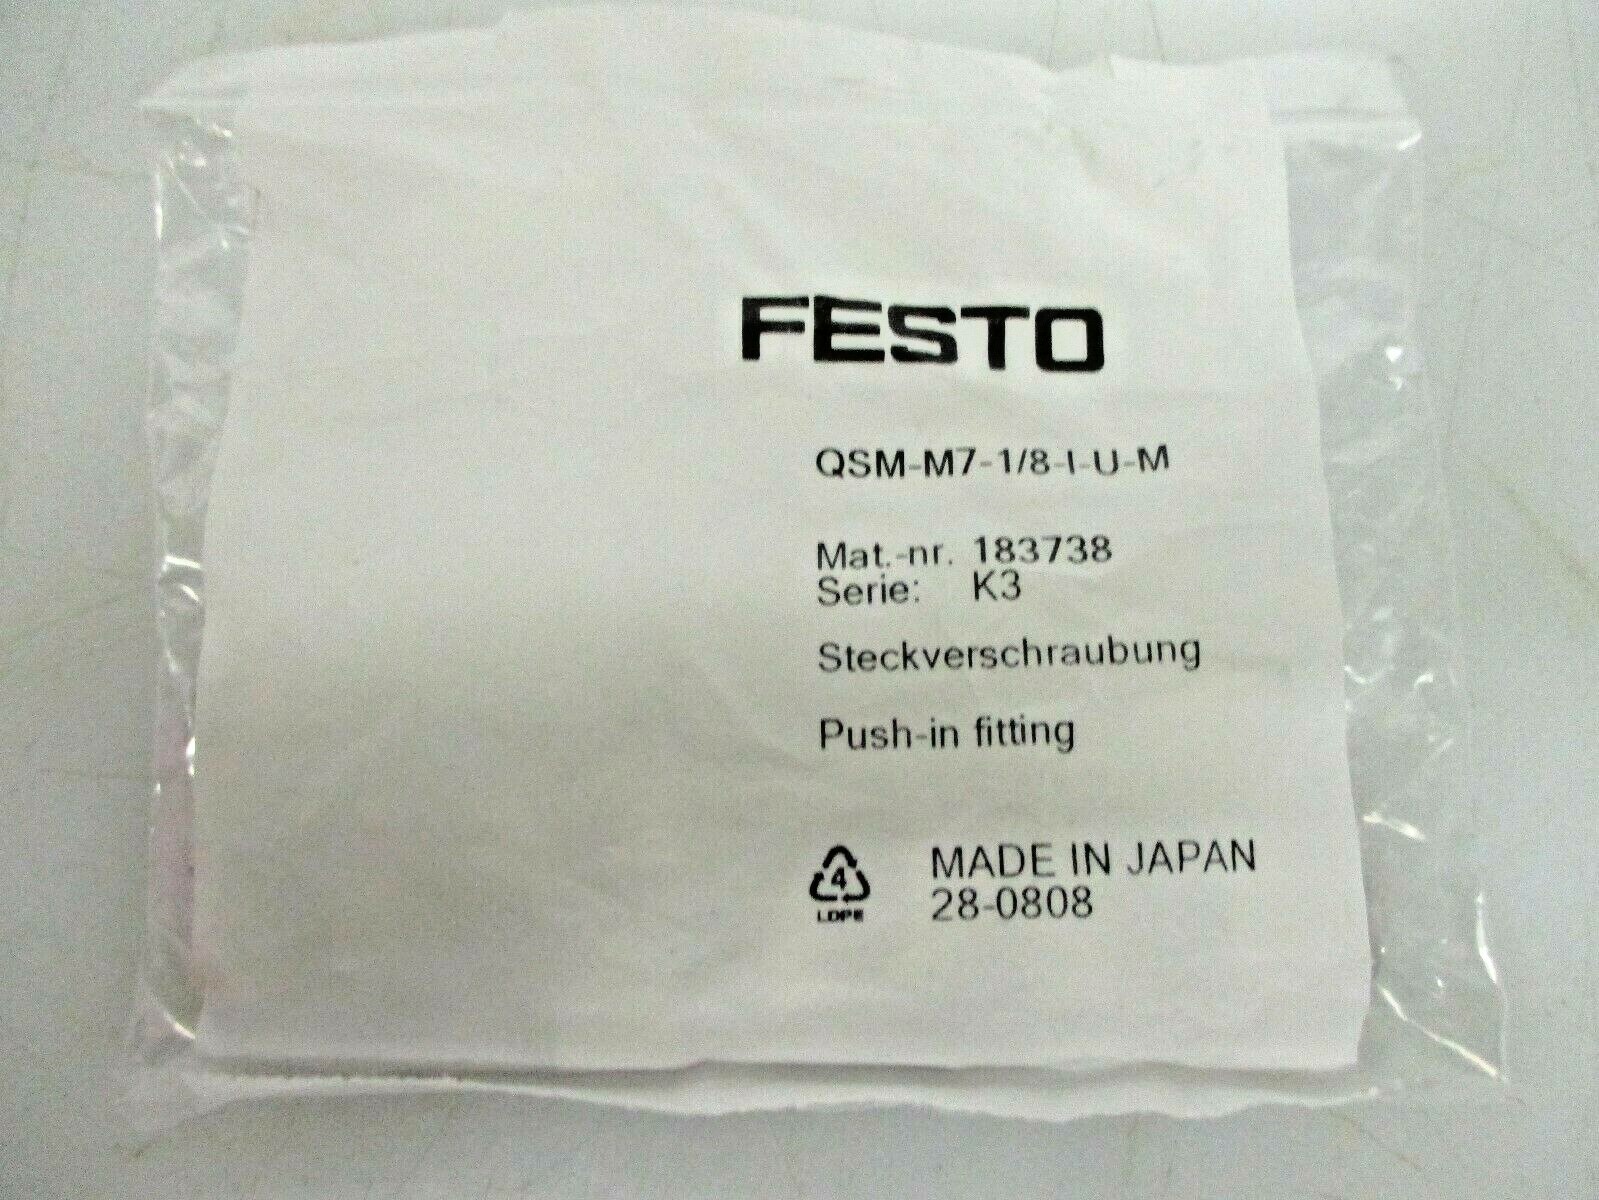 FESTO
QSM-M7-1/8-I-U-M
Mat.-nr. 183738
Serie: K3
Steckverschraubung
Push-in fitting
4
LDPE
MADE IN JAPAN
28-0808